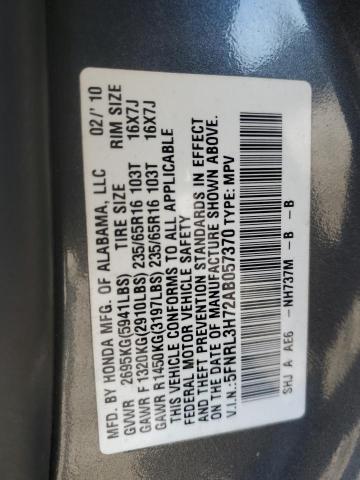 MFD. BY HONDA MFG. OF ALABAMA, LLC 02/'10
GVWR 2695KG(5941LBS) TIRE SIZE RIM SIZE
GAWR F 1320KG(2910LBS) 235/65R16 103T 16X7J
GAWR R1450KG(3197LBS) 235/65R16 103T 16X7J
THIS VEHICLE CONFORMS TO ALL APPLICABLE
FEDERAL MOTOR VEHICLE SAFETY
AND THEFT PREVENTION STANDARDS IN EFFECT
ON THE DATE OF MANUFACTURE SHOWN ABOVE.
V.I.N.:5FNRL3H72AB057370 TYPE: MPV
SHJ A AE6 - NH737M - B - B